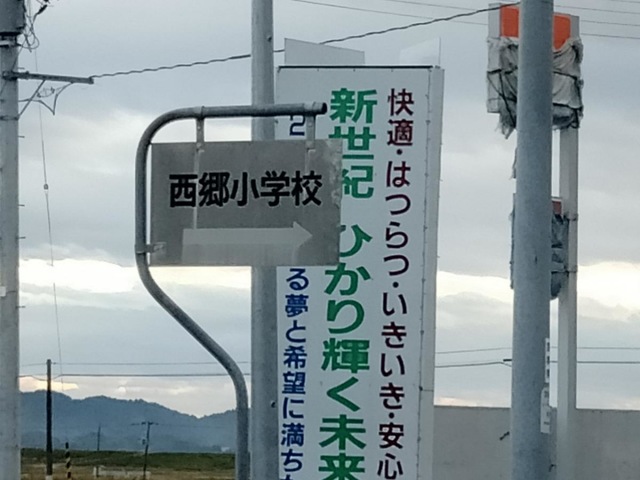 西郷小学校
快適・はつらつ・いきいき・安心
新世紀 ひかり輝く未来
る夢と希望に満ち